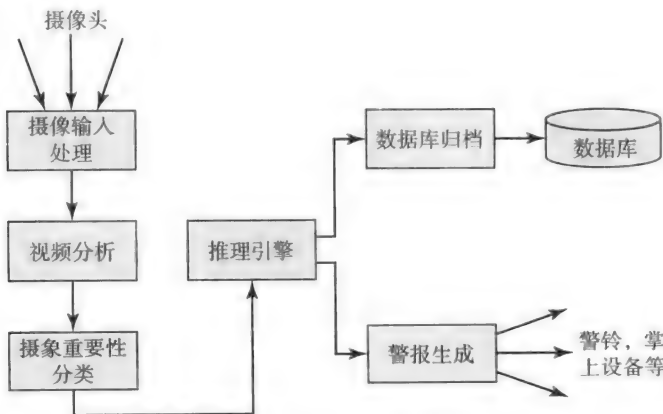 摄像头
摄像输入
处理
视频分析
摄象重要性
分类
推理引擎
数据库归档
数据库
警报生成
警铃，掌
上设备等